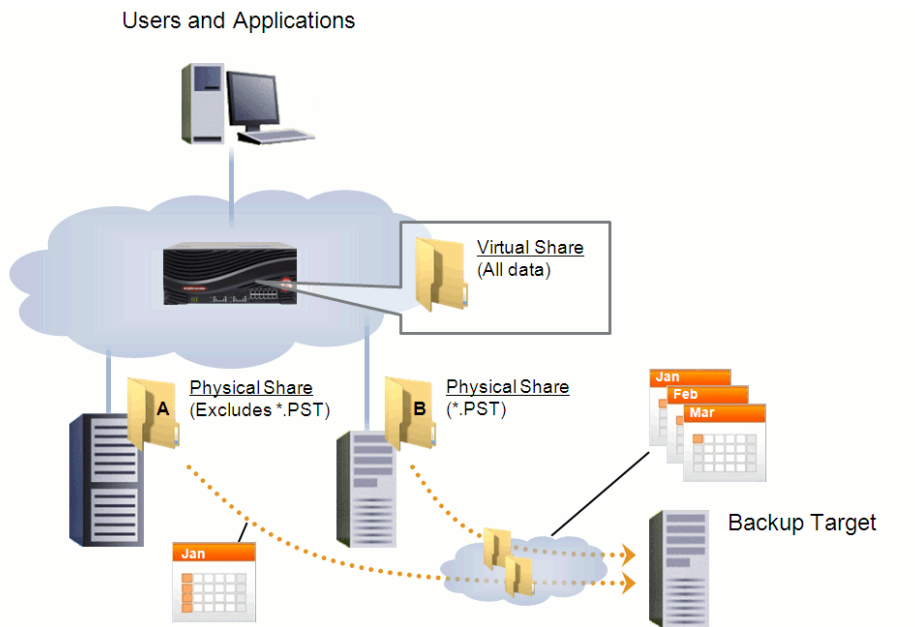 Users and Applications
Virtual Share
(All data)
Physical Share
(Excludes *.PST)
A
Physical Share
(*.PST)
B
Jan
Feb
Mar
Backup Target
Jan